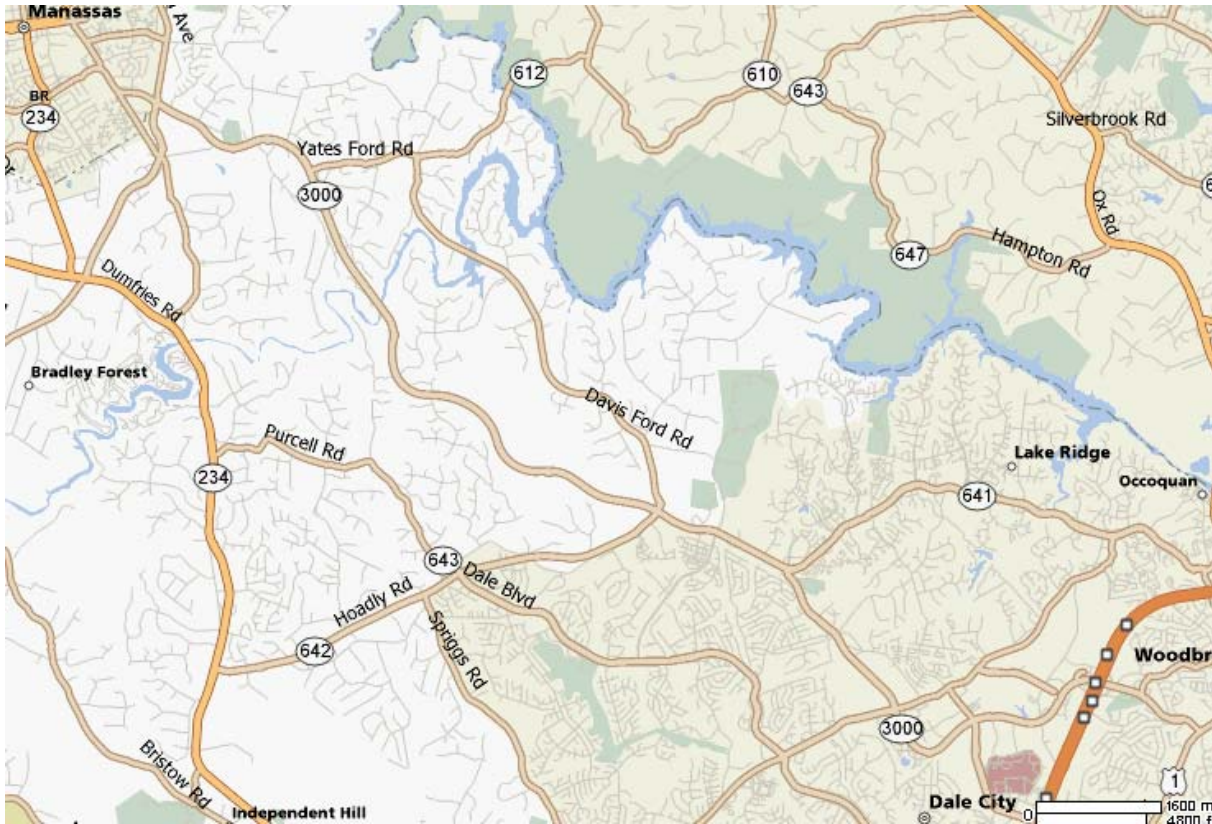 Manassas
Ave
612
610
643
BR
234
Silverbrook Rd
Yates Ford Rd
3000
Ox Rd
647
Hampton Rd
Dumfries Rd
Bradley Forest
Davis Ford Rd
Purcell Rd
Lake Ridge
234
641
Occoquan
643
Dale Blvd
Hoadly Rd
Spriggs Rd
642
Woodbr
3000
Bristow Rd
1
Independent Hill
Dale City
0
1600 m
4800 f